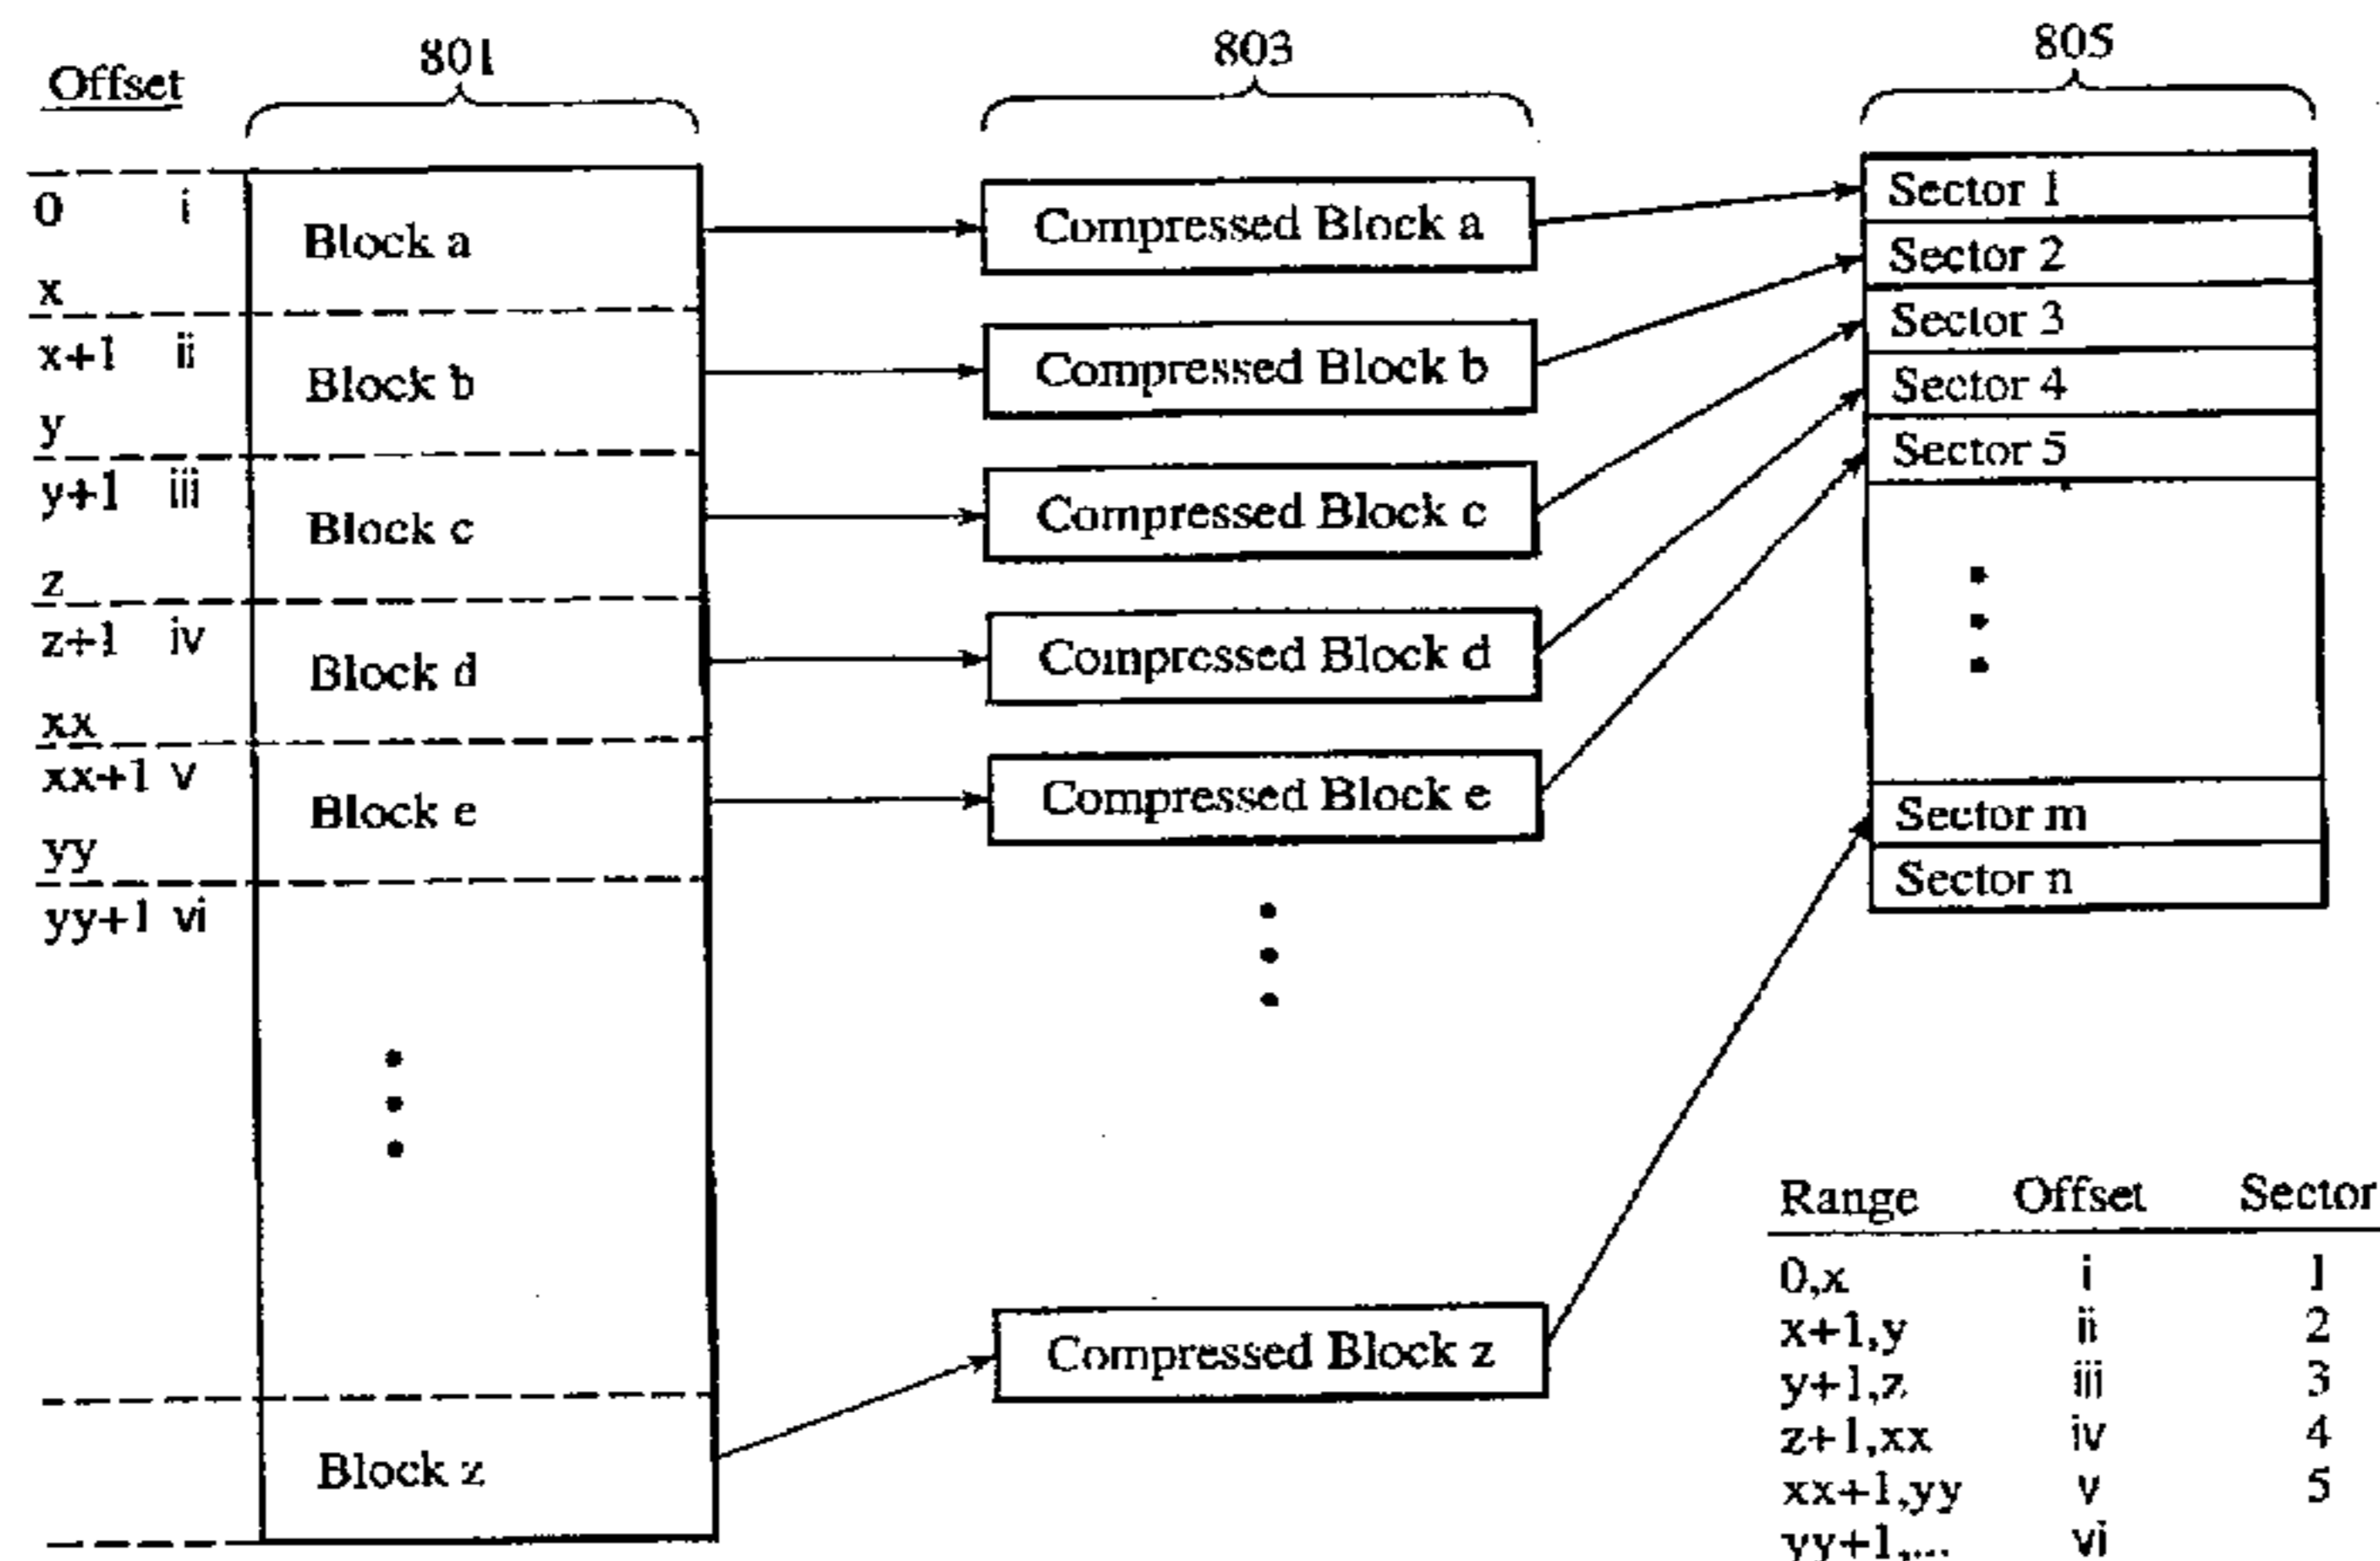 801 803 805
Offset
0 i
Block a
x
x+1 ii
Block b
y
y+1 iii
Block c
z
z+1 iv
Block d
xx
xx+1 v
Block e
yy
yy+1 vi
Block z
Compressed Block a
Compressed Block b
Compressed Block c
Compressed Block d
Compressed Block e
Compressed Block z
Sector 1
Sector 2
Sector 3
Sector 4
Sector 5
Sector m
Sector n
Range Offset Sector
0,x i 1
x+1,y ii 2
y+1,z iii 3
z+1,xx iv 4
xx+1,yy v 5
yy+1,... vi